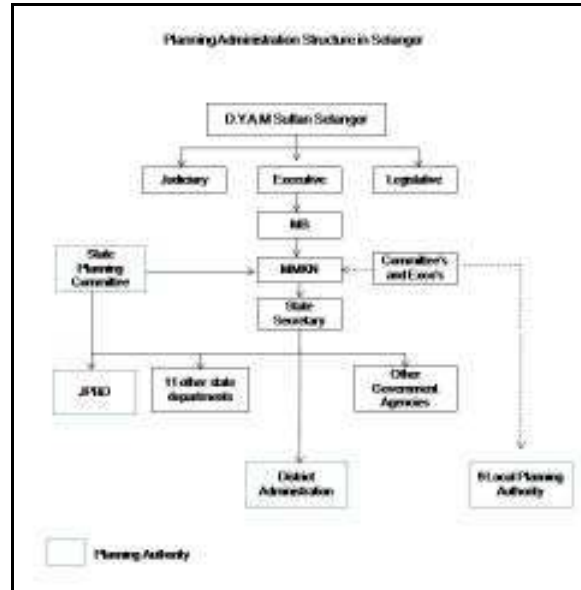 Planning Administration Structure in Selangor
D.Y.A.M Sultan Selangor
Judiciary
Executive
Legislative
MB
State
Planning
Committee
MMKN
Committee's
and Exco's
State
Secretary
JPBD
11 other state
departments
Other
Government
Agencies
District
Administration
9 Local Planning
Authority
Planning Authority